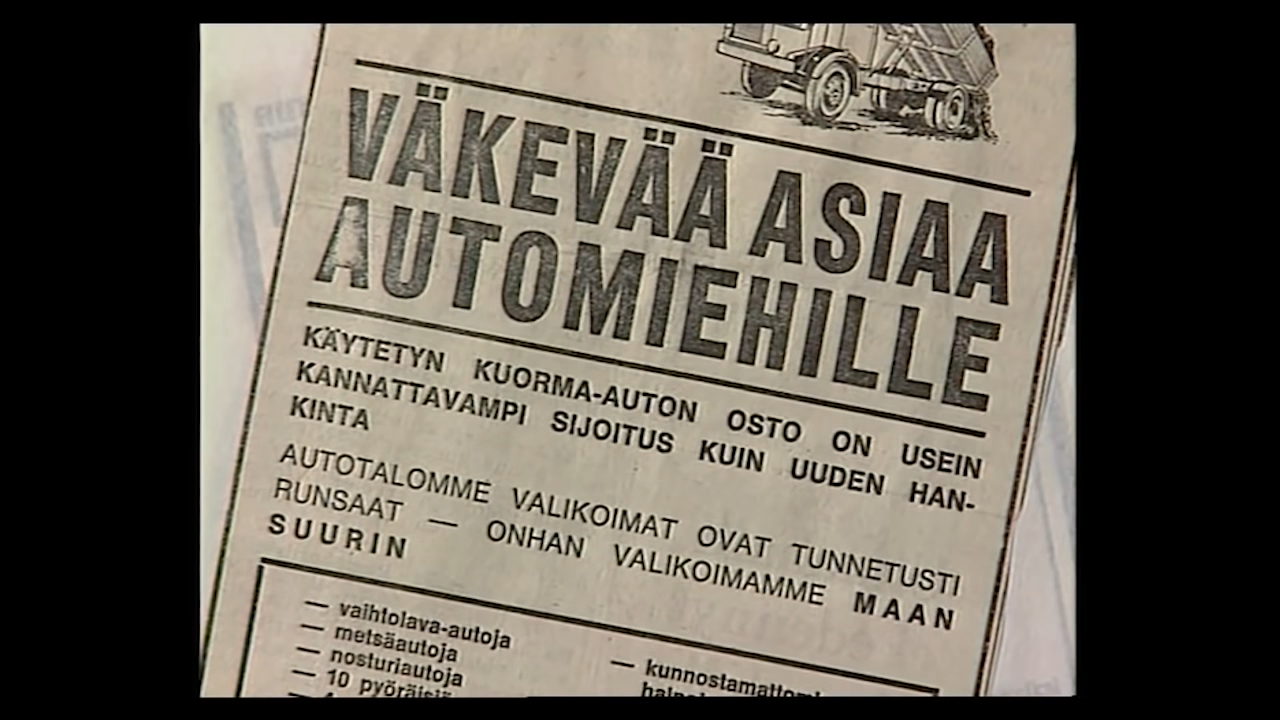 VÄKEVÄÄ ASIAA
AUTOMIEHILLE
KÄYTETYN KUORMA-AUTON OSTO ON USEIN
KANNATTAVAMPI SIJOITUS KUIN UUDEN HAN-
KINTA
AUTOTALOMME VALIKOIMAT OVAT TUNNETUSTI
RUNSAAT — ONHAN VALIKOIMAMME MAAN
SUURIN
— vaihtolava-autoja
— metsäautoja
— nosturiautoja
— 10 pyöräisiä
— kunnostamattomi